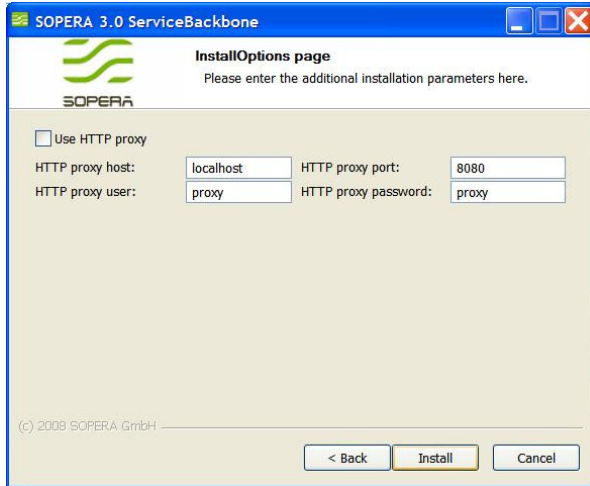 SOPERA 3.0 ServiceBackbone
InstallOptions page
Please enter the additional installation parameters here.
SOPERA
Use HTTP proxy
HTTP proxy host: localhost HTTP proxy port: 8080
HTTP proxy user: proxy HTTP proxy password: proxy
(c) 2008 SOPERA GmbH
< Back Install Cancel